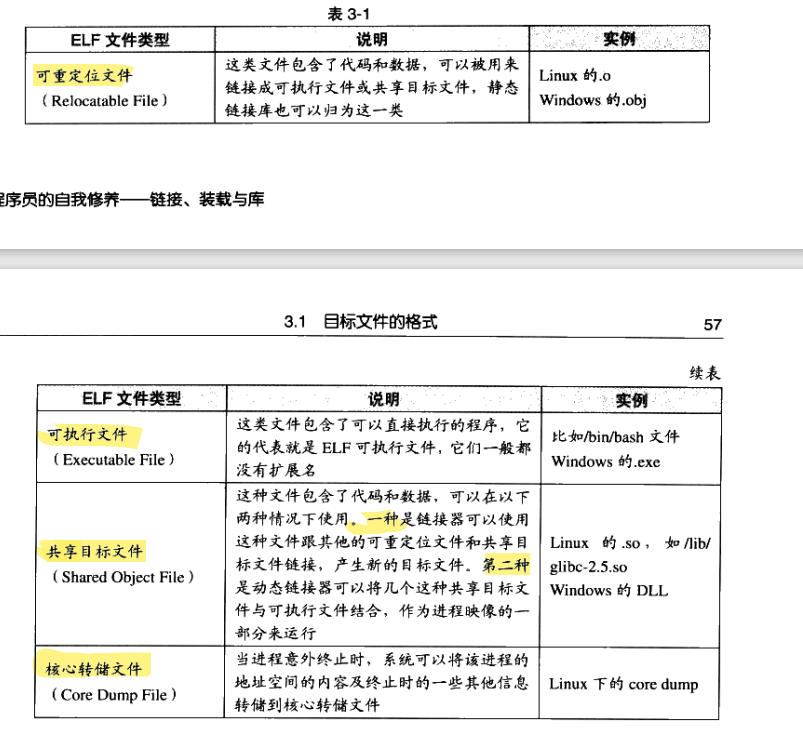 表 3-1
ELF 文件类型 说明 实例
可重定位文件
（Relocatable File）
这类文件包含了代码和数据，可以被用来
链接成可执行文件或共享目标文件，静态
链接库也可以归为这一类
Linux 的.o
Windows 的.obj
序员的自我修养——链接、装载与库
3.1 目标文件的格式 57
续表
ELF 文件类型 说明 实例
可执行文件
（Executable File）
这类文件包含了可以直接执行的程序，它
的代表就是 ELF 可执行文件，它们一般都
没有扩展名
比如/bin/bash 文件
Windows 的.exe
共享目标文件
（Shared Object File）
这种文件包含了代码和数据，可以在以下
两种情况下使用。一种是链接器可以使用
这种文件跟其他的可重定位文件和共享目
标文件链接，产生新的目标文件。第二种
是动态链接器可以将几个这种共享目标文
件与可执行文件结合，作为进程映像的一
部分来运行
Linux 的.so，如/lib/
glibc-2.5.so
Windows 的 DLL
核心转储文件
（Core Dump File）
当进程意外终止时，系统可以将该进程的
地址空间的内容及终止时的一些其他信息
转储到核心转储文件
Linux 下的 core dump